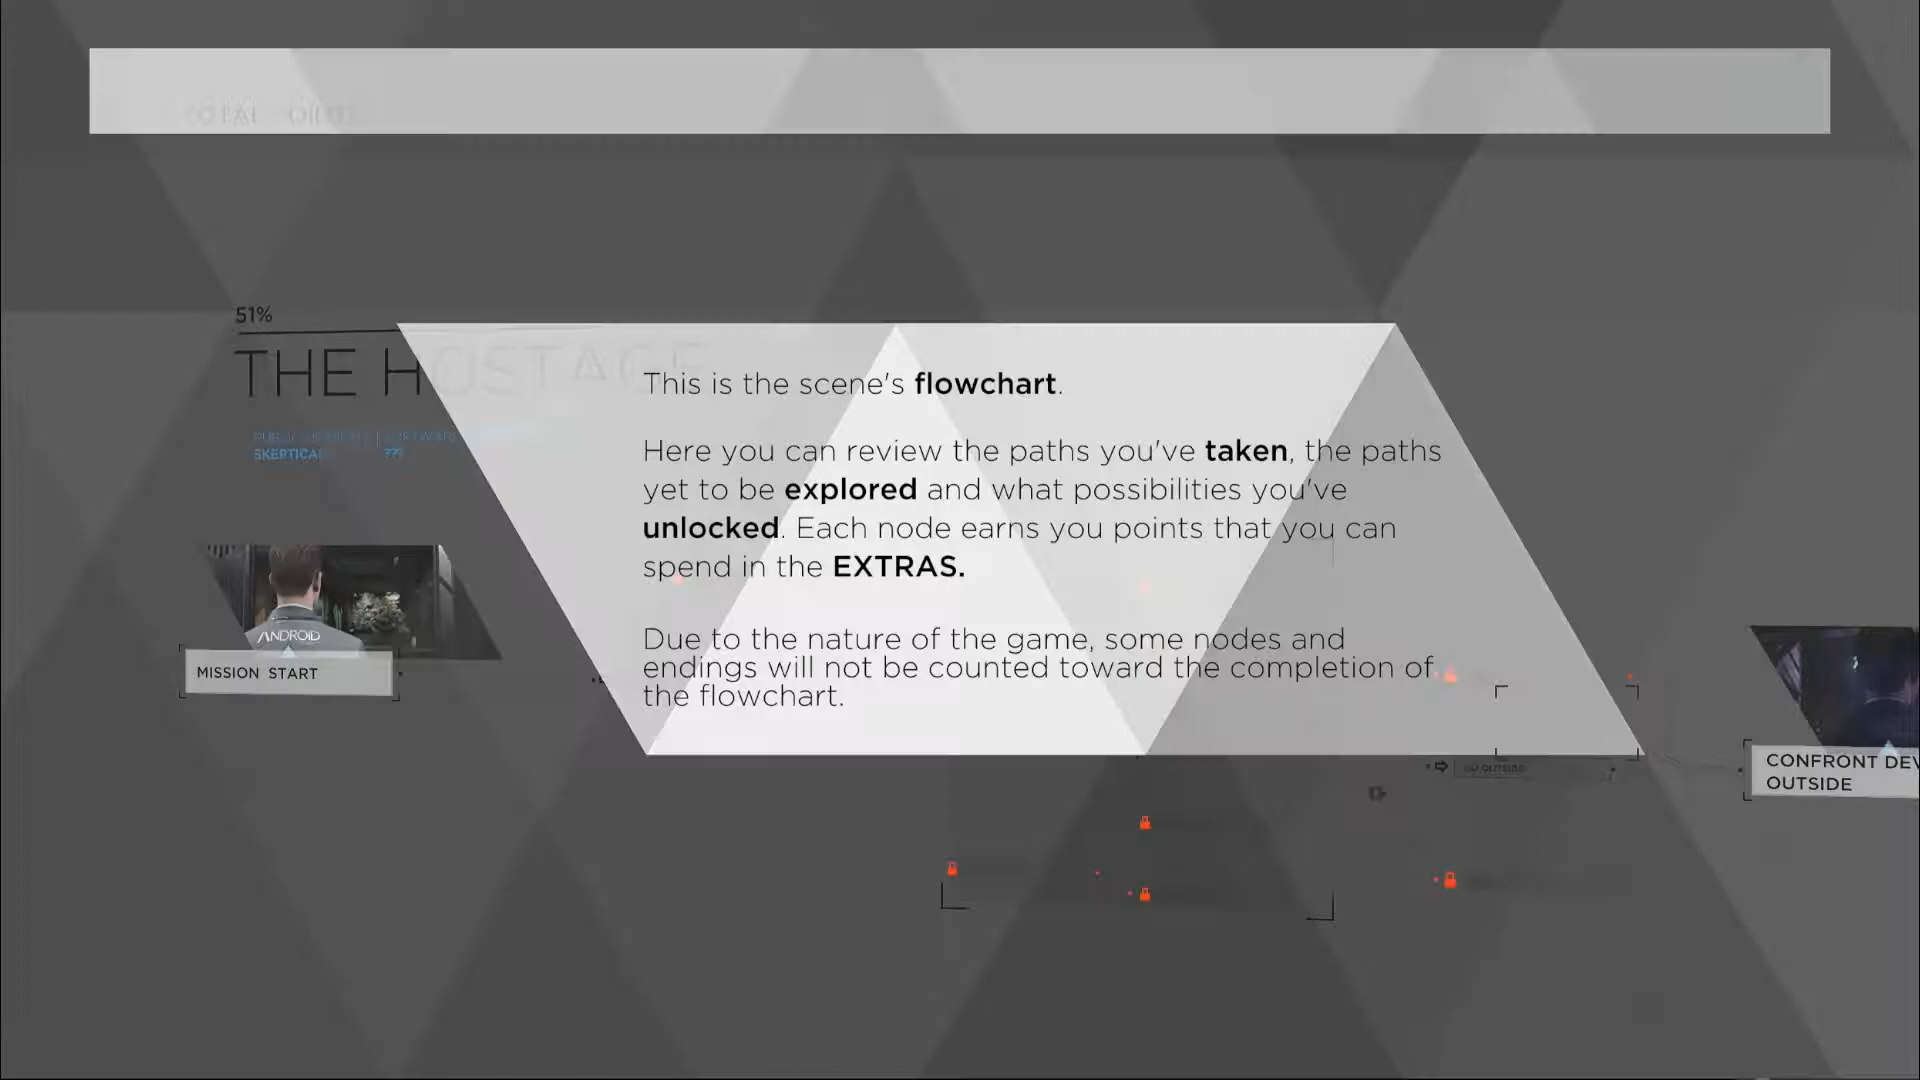 51%
THE HOSTAGE
SKEPTICAL
???
This is the scene's flowchart.
Here you can review the paths you've taken, the paths
yet to be explored and what possibilities you've
unlocked. Each node earns you points that you can
spend in the EXTRAS.
Due to the nature of the game, some nodes and
endings will not be counted toward the completion of
the flowchart.
ANDROID
MISSION START
CONFRONT DEV
OUTSIDE
GO OUTSIDE